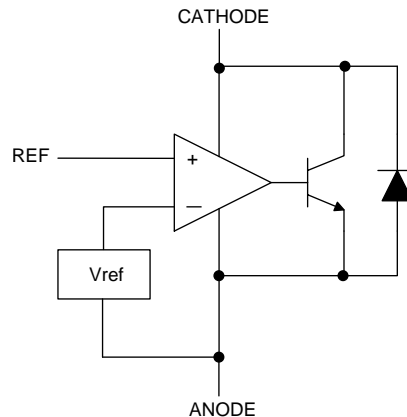 CATHODE
REF
+
−
Vref
ANODE